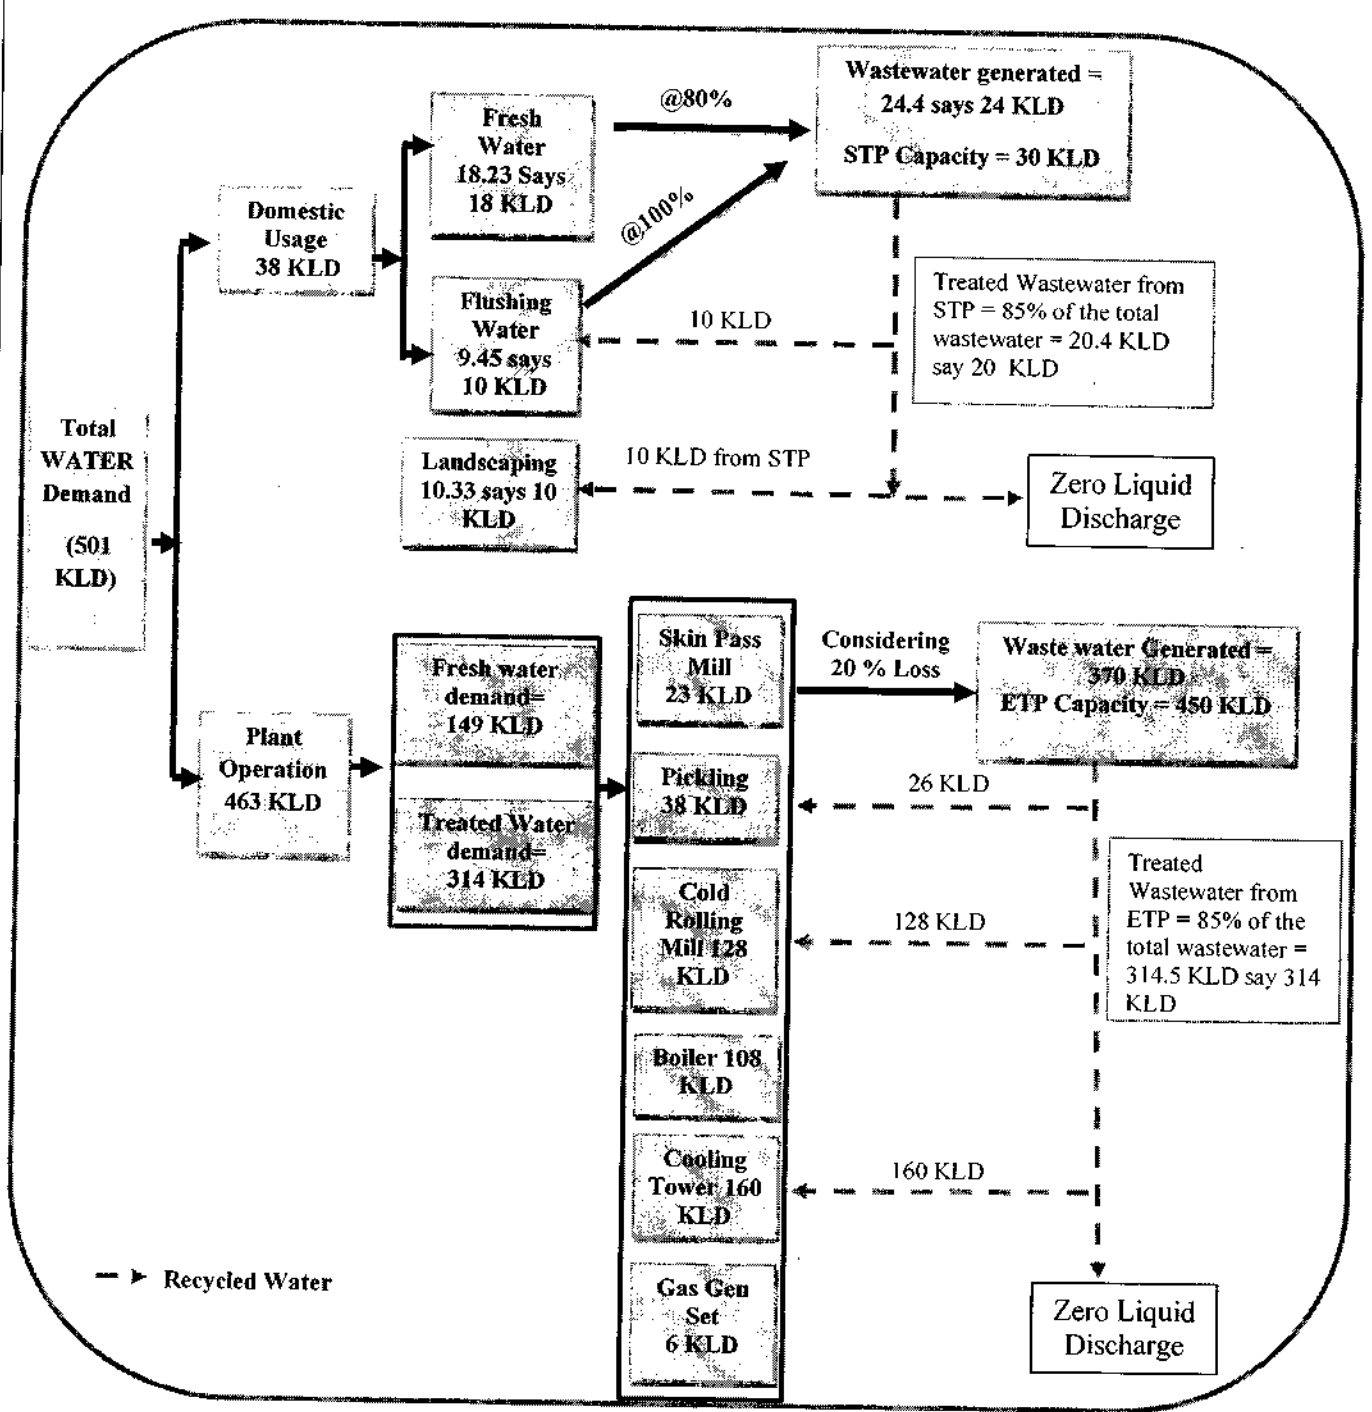 Total
WATER
Demand
(501
KLD)
Domestic
Usage
38 KLD
Fresh
Water
18.23 Says
18 KLD
@80%
@100%
Wastewater generated =
24.4 says 24 KLD
STP Capacity = 30 KLD
Flushing
Water
9.45 says
10 KLD
10 KLD
Treated Wastewater from
STP = 85% of the total
wastewater = 20.4 KLD
say 20 KLD
Landscaping
10.33 says 10
KLD
10 KLD from STP
Zero Liquid
Discharge
Plant
Operation
463 KLD
Fresh water
demand=
149 KLD
Treated Water
demand=
314 KLD
Skin Pass
Mill
23 KLD
Considering
20 % Loss
Waste water Generated =
370 KLD
ETP Capacity = 450 KLD
Pickling
38 KLD
26 KLD
Cold
Rolling
Mill 128
KLD
128 KLD
Treated
Wastewater from
ETP = 85% of the
total wastewater =
314.5 KLD say 314
KLD
Boiler 108
KLD
Cooling
Tower 160
KLD
160 KLD
Gas Gen
Set
6 KLD
Zero Liquid
Discharge
Recycled Water